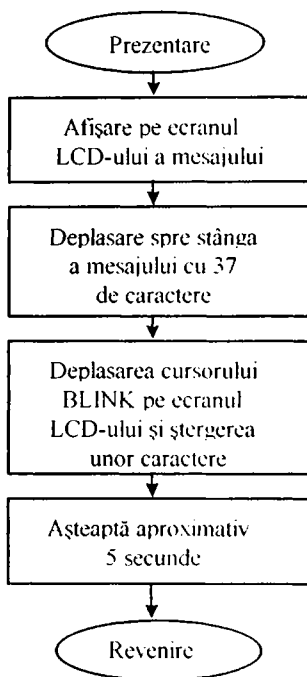 Prezentare
Afişare pe ecranul
LCD-ului a mesajului
Deplasare spre stânga
a mesajului cu 37
de caractere
Deplasarea cursorului
BLINK pe ecranul
LCD-ului şi ştergerea
unor caractere
Aşteaptă aproximativ
5 secunde
Revenire